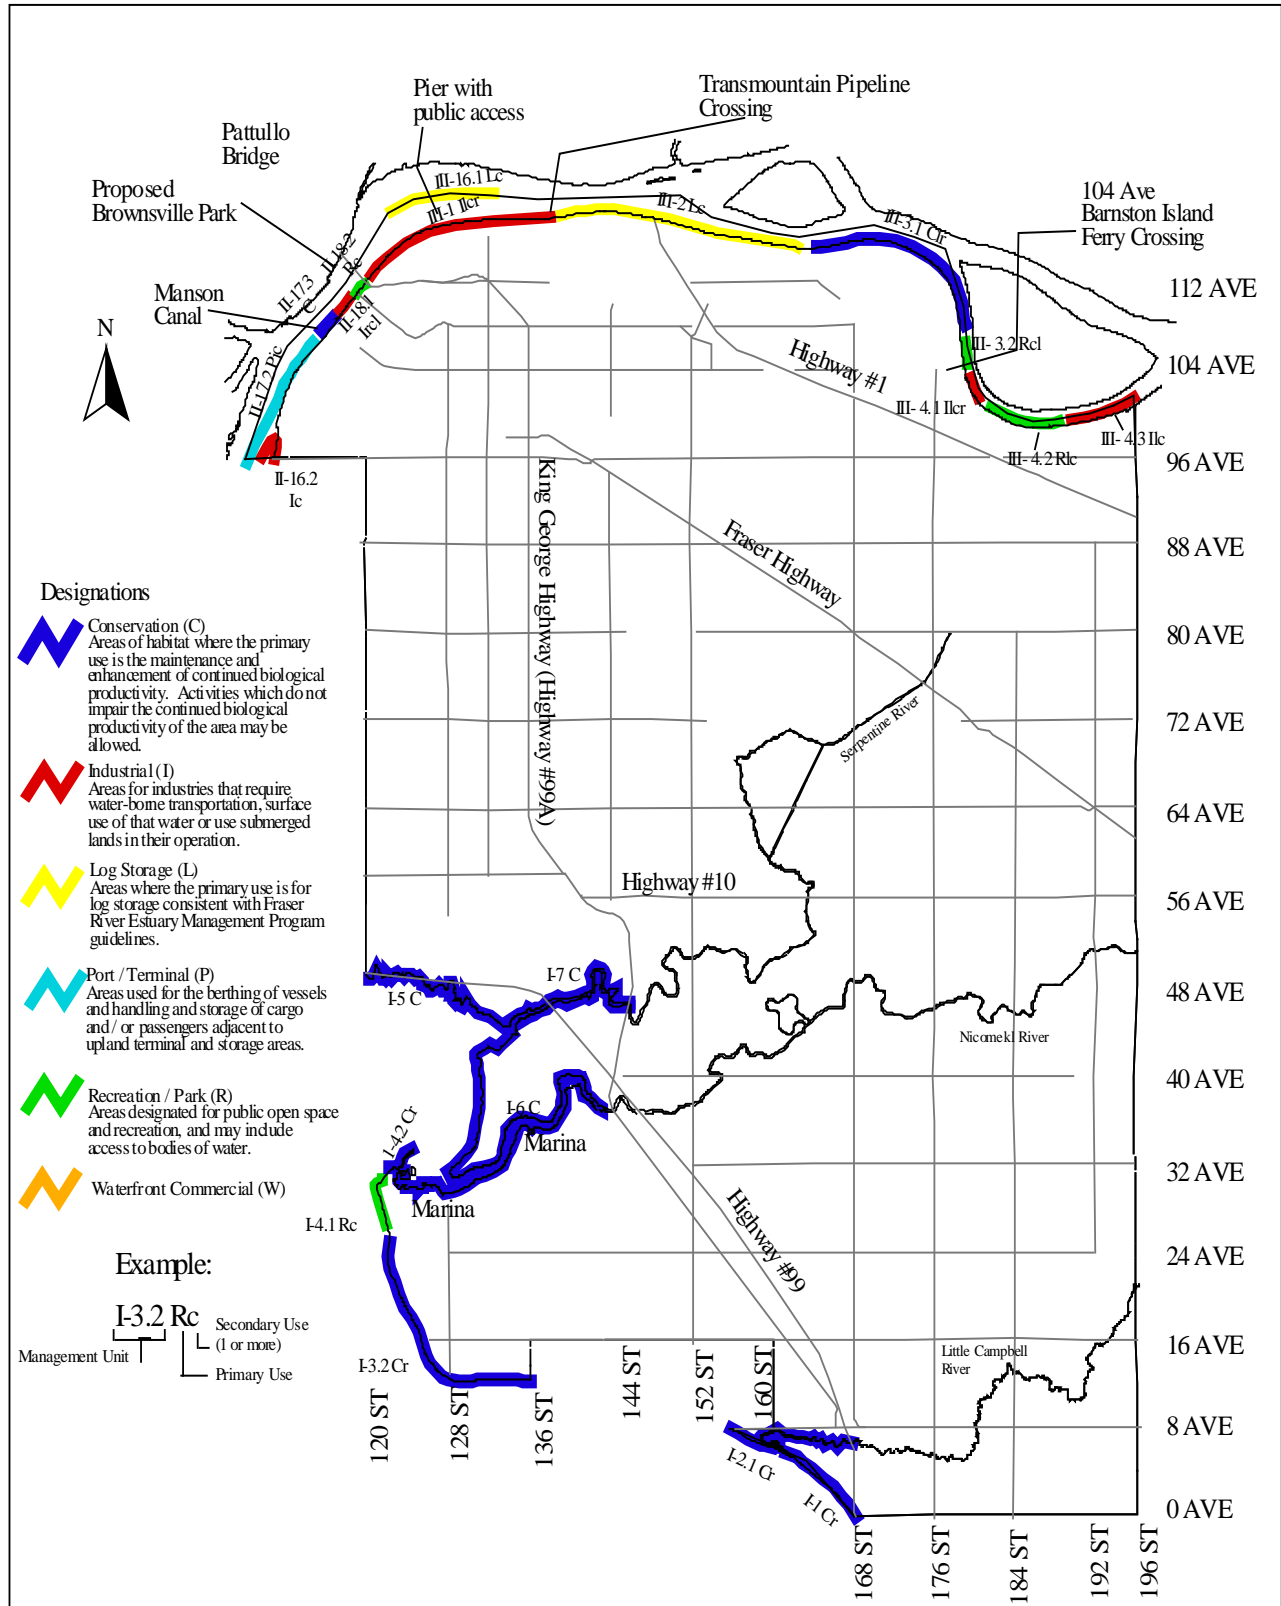 Pier with
public access
Transmountain Pipeline
Crossing
Pattullo
Bridge
Proposed
Brownsville Park
104 Ave
Barnston Island
Ferry Crossing
Manson
Canal
N
III-16.1 Lc
III-1 Ilcr
III-2 Lc
III-3.1 Clr
II-18.2
Rc
II-17.3
C
II-18.1
Ircl
II-17.2 Pic
II-16.2
Ic
III- 3.2 Rcl
III- 4.1 Ilcr
III- 4.2 Rlc
III- 4.3 Ilc
112 AVE
104 AVE
96 AVE
88 AVE
80 AVE
72 AVE
64 AVE
56 AVE
48 AVE
40 AVE
32 AVE
24 AVE
16 AVE
8 AVE
0 AVE
Highway #1
Fraser Highway
King George Highway (Highway #99A)
Serpentine River
Highway #10
Nicomekl River
Highway #99
Little Campbell
River
I-5 C
I-7 C
I-6 C
Marina
I-4.2 Cr
Marina
I-4.1 Rc
I-3.2 Cr
I-2.1 Cr
I-1 Cr
120 ST
128 ST
136 ST
144 ST
152 ST
160 ST
168 ST
176 ST
184 ST
192 ST
196 ST
Designations
Conservation (C)
Areas of habitat where the primary
use is the maintenance and
enhancement of continued biological
productivity. Activities which do not
impair the continued biological
productivity of the area may be
allowed.
Industrial (I)
Areas for industries that require
water-borne transportation, surface
use of that water or use submerged
lands in their operation.
Log Storage (L)
Areas where the primary use is for
log storage consistent with Fraser
River Estuary Management Program
guidelines.
Port / Terminal (P)
Areas used for the berthing of vessels
and handling and storage of cargo
and / or passengers adjacent to
upland terminal and storage areas.
Recreation / Park (R)
Areas designated for public open space
and recreation, and may include
access to bodies of water.
Waterfront Commercial (W)
Example:
I-3.2 Rc
Secondary Use
(1 or more)
Management Unit
Primary Use